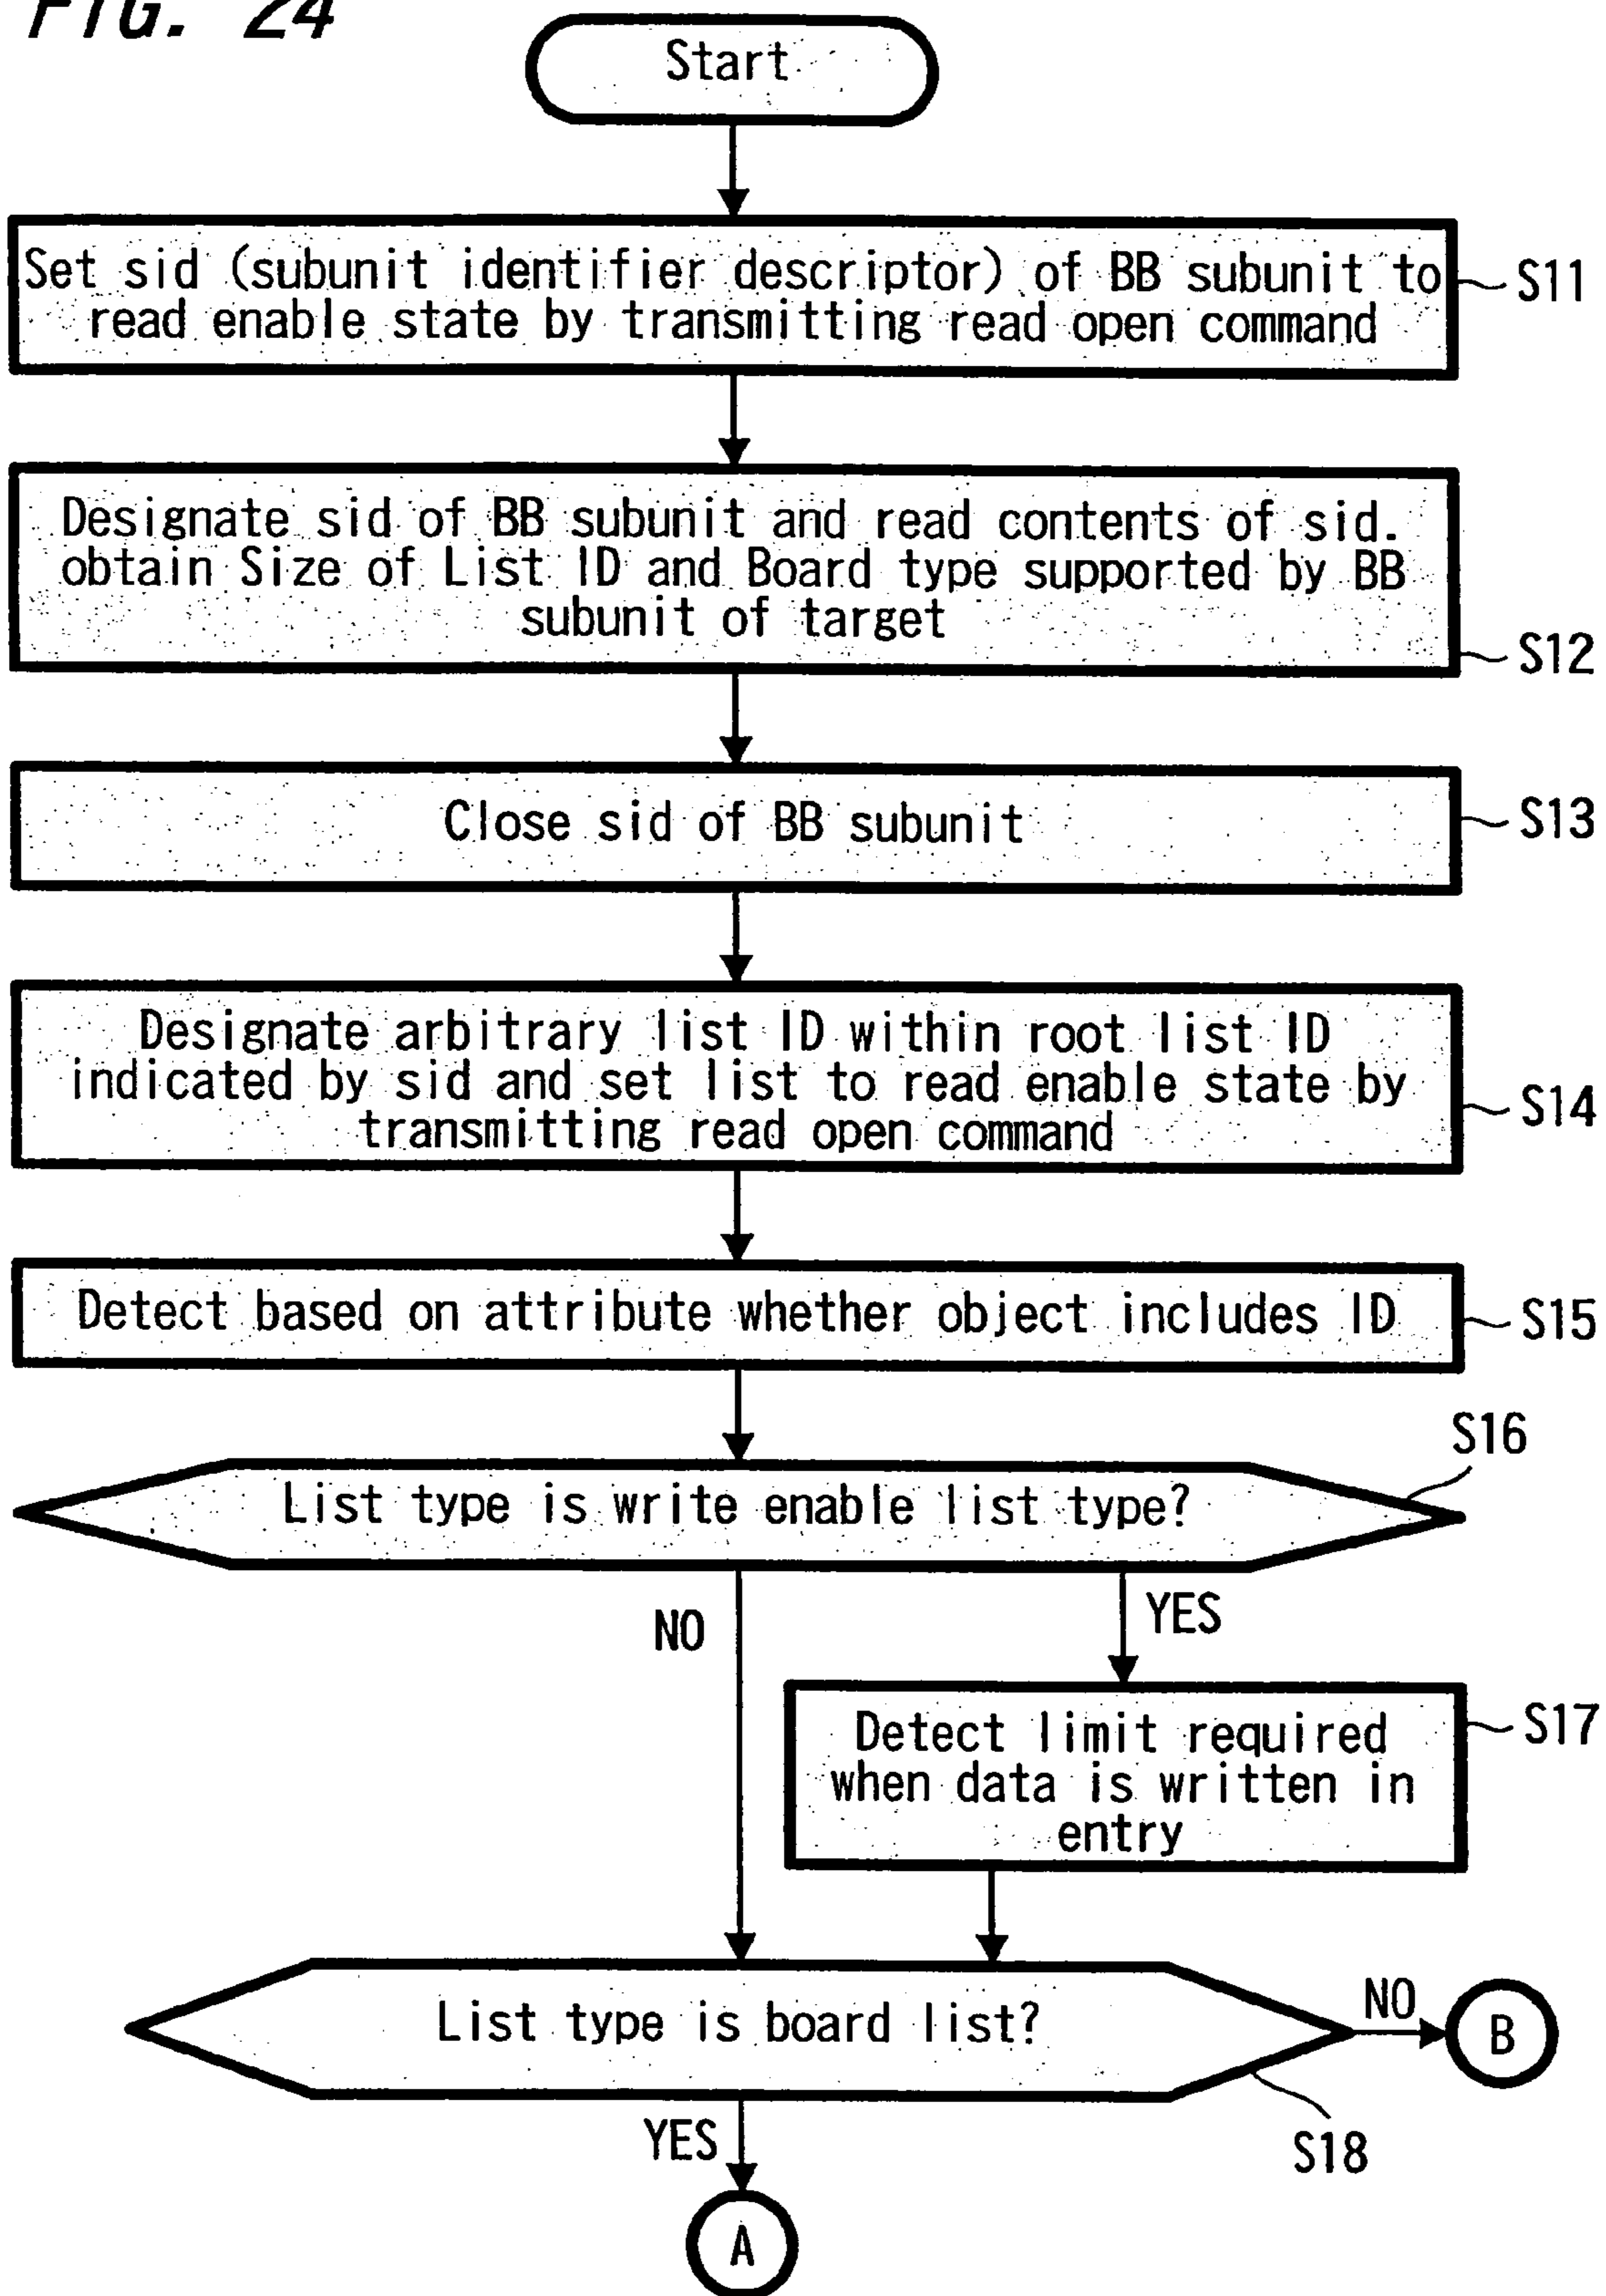 FIG. 24
Start
Set sid (subunit identifier descriptor) of BB subunit to
read enable state by transmitting read open command
S11
Designate sid of BB subunit and read contents of sid.
obtain Size of List ID and Board type supported by BB
subunit of target
S12
Close sid of BB subunit
S13
Designate arbitrary list ID within root list ID
indicated by sid and set list to read enable state by
transmitting read open command
S14
Detect based on attribute whether object includes ID
S15
S16
List type is write enable list type?
NO
YES
Detect limit required
when data is written in
entry
S17
List type is board list?
NO
B
YES
S18
A